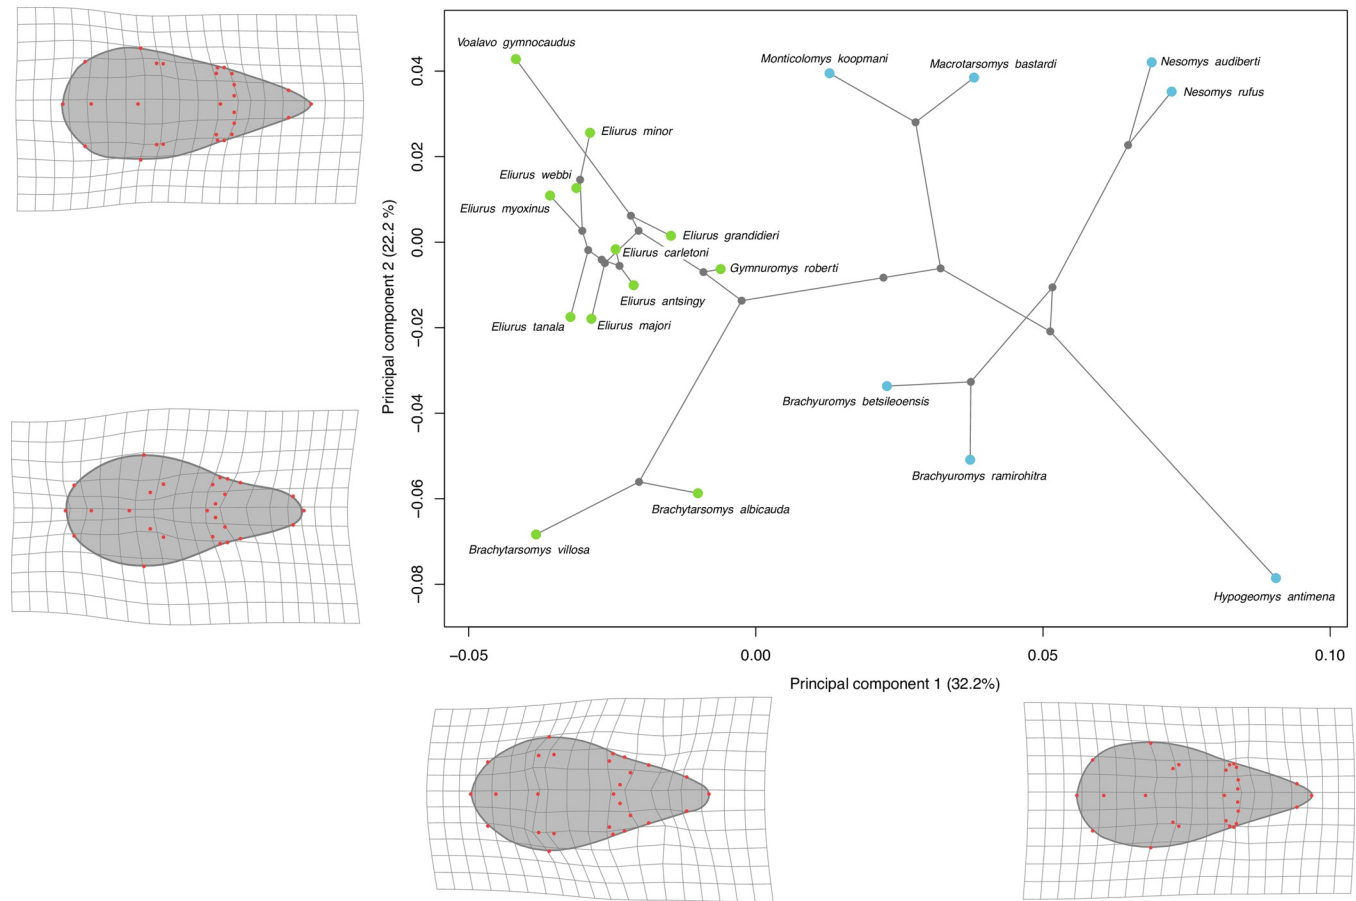 Voalavo gymnocaudus
Monticolomys koopmani
Macrotarsomys bastardi
Nesomys audiberti
Nesomys rufus
Eliurus minor
Eliurus webbi
Eliurus myoxinus
Eliurus grandidieri
Eliurus carletoni
Gymnuromys roberti
Eliurus antsingy
Eliurus tanala
Eliurus majori
Brachyuromys betsileoensis
Brachyuromys ramirohitra
Brachytarsomys albicauda
Brachytarsomys villosa
Hypogeomys antimena
Principal component 2 (22.2 %)
0.04
0.02
0.00
−0.02
−0.04
−0.06
−0.08
−0.05
0.00
0.05
0.10
Principal component 1 (32.2%)